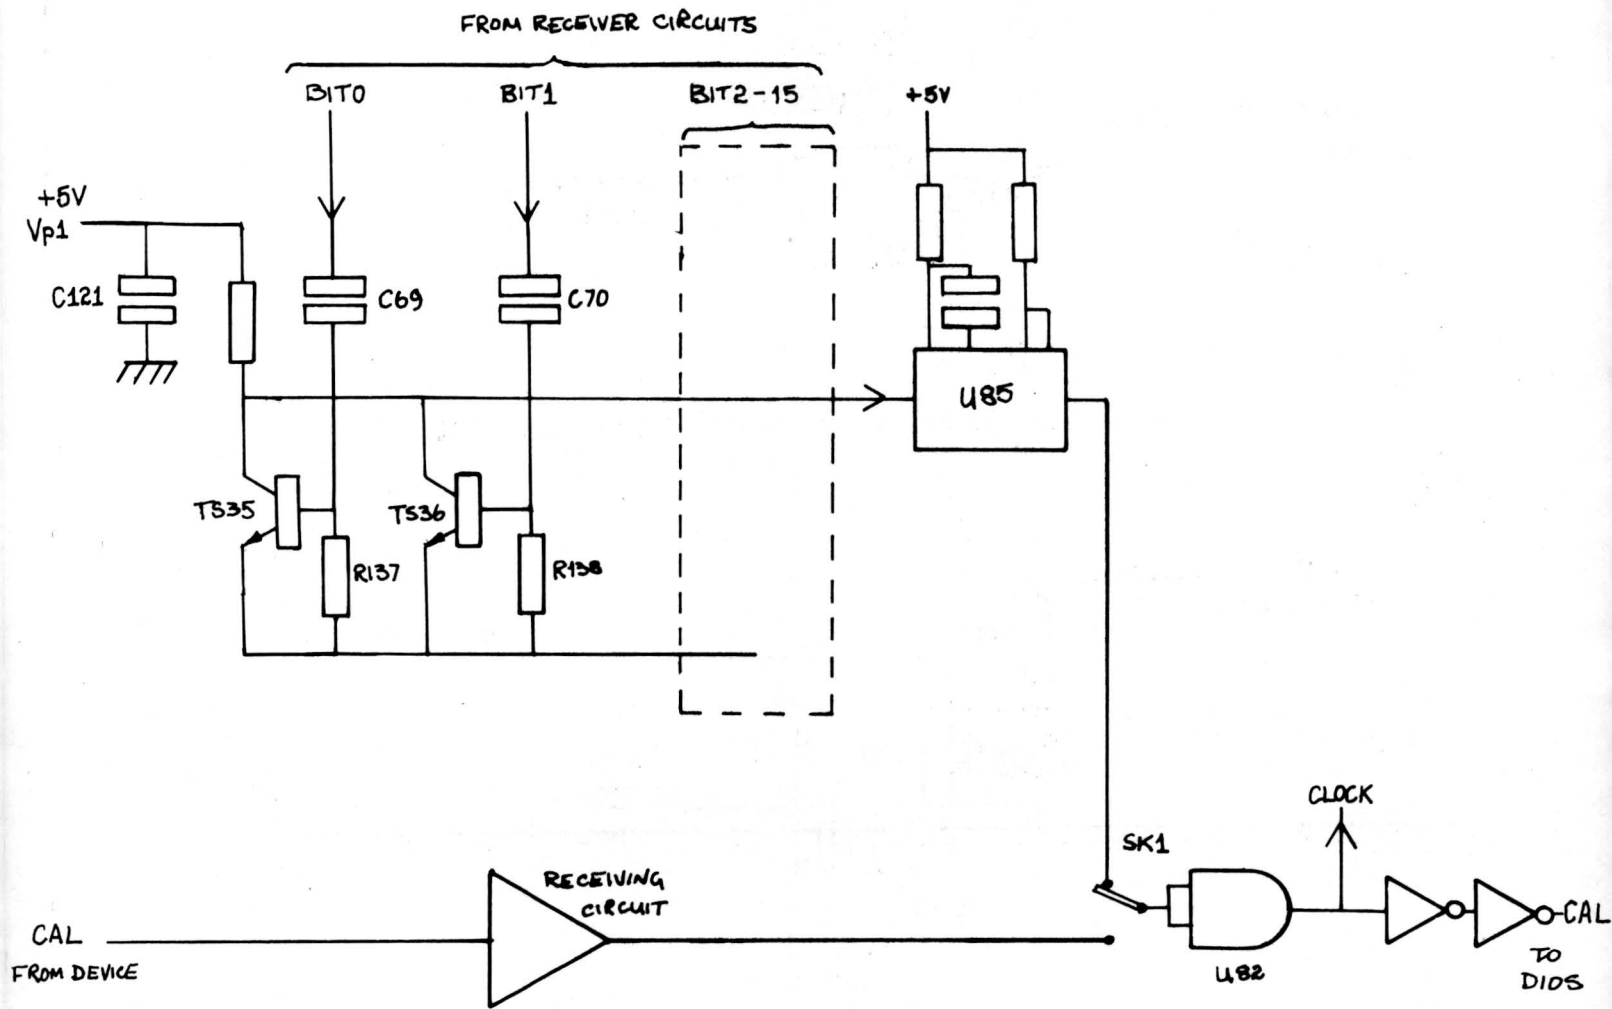 FROM RECEIVER CIRCUITS
BIT0 BIT1 BIT2-15 +5V
+5V
Vp1
C121 C69 C70
U85
TS35 TS36
R137 R138
CLOCK
SK1
RECEIVING
CIRCUIT
CAL CAL
FROM DEVICE U82 TO
DIOS